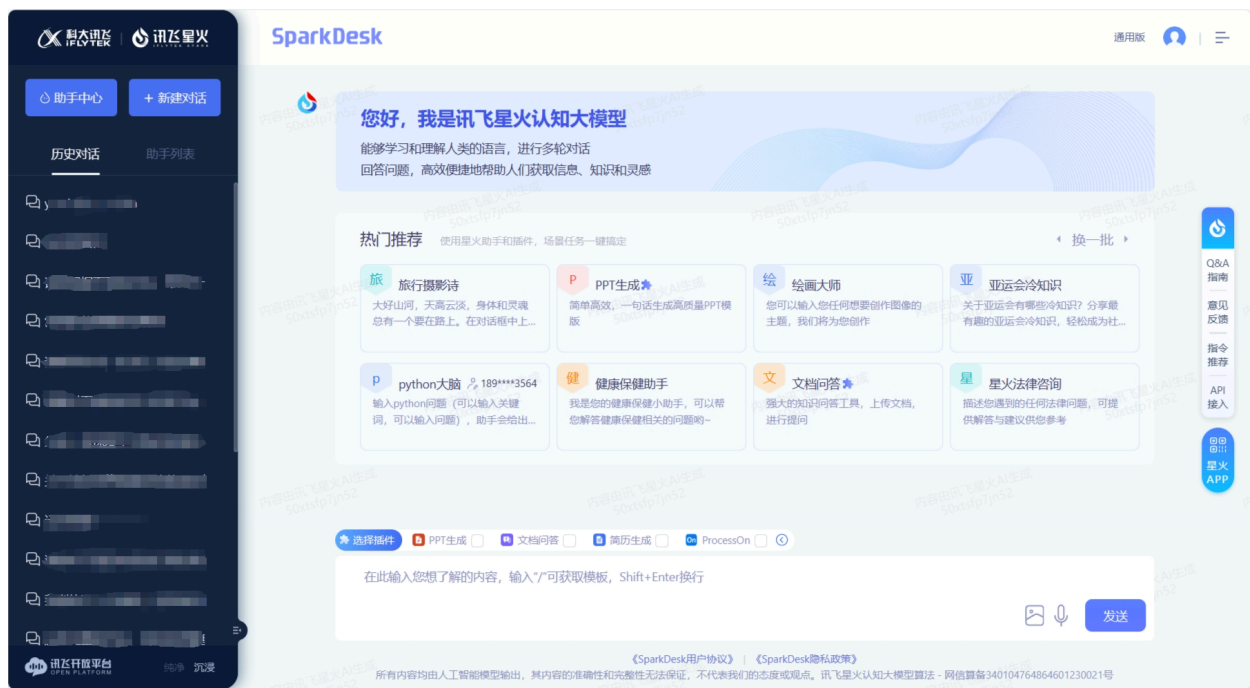 科大讯飞 iFLYTEK | 讯飞星火
IFLYTEK SPARK
助手中心
+ 新建对话
历史对话
助手列表
讯飞开放平台
OPEN PLATFORM
纯净 沉浸
SparkDesk
通用版
您好，我是讯飞星火认知大模型
能够学习和理解人类的语言，进行多轮对话
回答问题，高效便捷地帮助人们获取信息、知识和灵感
热门推荐 使用星火助手和插件，场景任务一键搞定
换一批
旅 旅行摄影诗
大好山河，天高云淡，身体和灵魂
总有一个要在路上。在对话框中上...
P PPT生成
简单高效，一句话生成高质量PPT模
版
绘 绘画大师
您可以输入您任何想要创作图像的
主题，我们将为您创作
亚 亚运会冷知识
关于亚运会有哪些冷知识？分享最
有趣的亚运会冷知识，轻松成为社...
p python大脑 189****3564
输入python问题（可以输入关键
词，可以输入问题），助手会给出...
健 健康保健助手
我是您的健康保健小助手，可以帮
您解答健康保健相关的问题哟~
文 文档问答
强大的知识问答工具，上传文档，
进行提问
星 星火法律咨询
描述您遇到的任何法律问题，可提
供解答与建议供您参考
Q&A
指南
意见
反馈
指令
推荐
API
接入
星火
APP
选择插件 PPT生成 文档问答 简历生成 On ProcessOn
在此输入您想了解的内容，输入“/”可获取模板，Shift+Enter换行
发送
《SparkDesk用户协议》 | 《SparkDesk隐私政策》
所有内容均由人工智能模型输出，其内容的准确性和完整性无法保证，不代表我们的态度或观点。讯飞星火认知大模型算法 - 网信算备340104764864601230021号
内容由讯飞星火AI生成
S0xtsfp7jn52